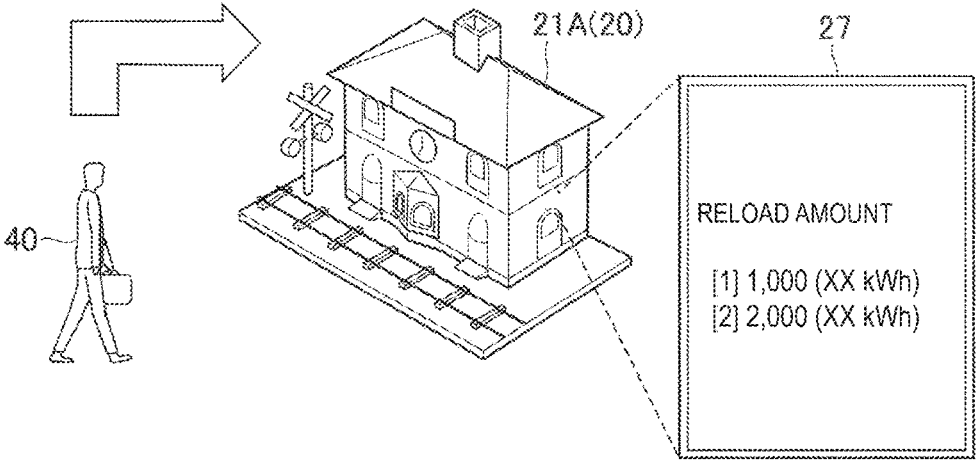 21A(20)
27
40
RELOAD AMOUNT
[1] 1,000 (XX kWh)
[2] 2,000 (XX kWh)